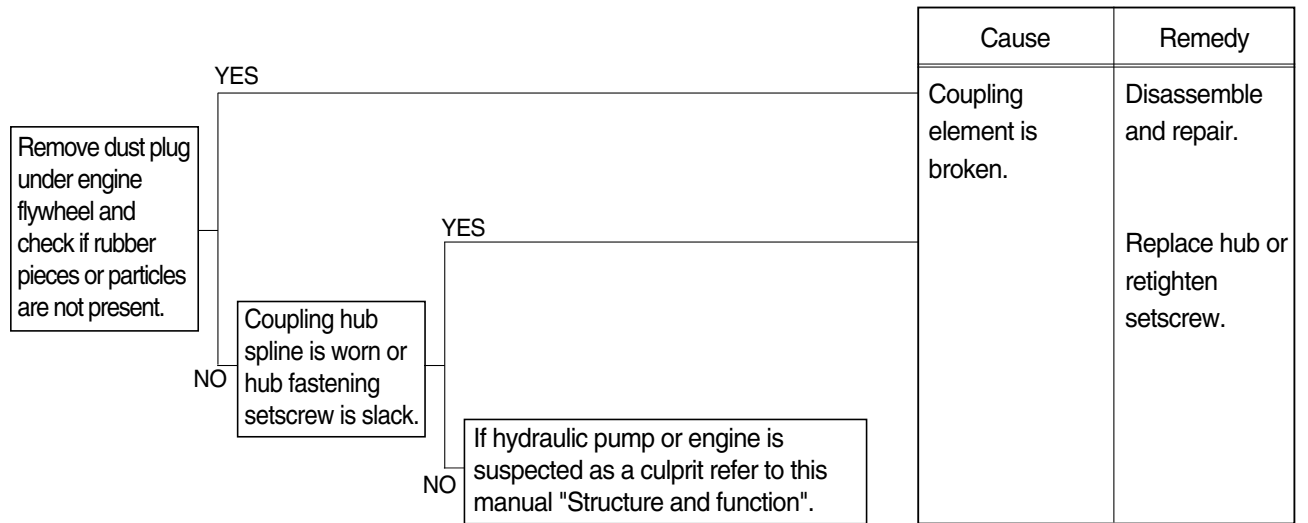 Cause
Remedy
YES
Coupling
element is
broken.
Disassemble
and repair.
Remove dust plug
under engine
flywheel and
check if rubber
pieces or particles
are not present.
YES
Replace hub or
retighten
setscrew.
NO
Coupling hub
spline is worn or
hub fastening
setscrew is slack.
NO
If hydraulic pump or engine is
suspected as a culprit refer to this
manual "Structure and function".